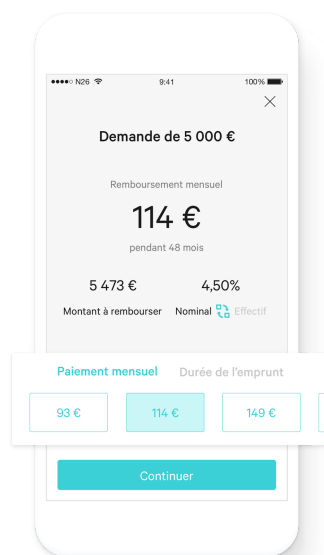 N26 9:41 100%
Demande de 5 000 €
Remboursement mensuel
114 €
pendant 48 mois
5 473 € 4,50%
Montant à rembourser Nominal Effectif
Paiement mensuel Durée de l'emprunt
93 € 114 € 149 €
Continuer